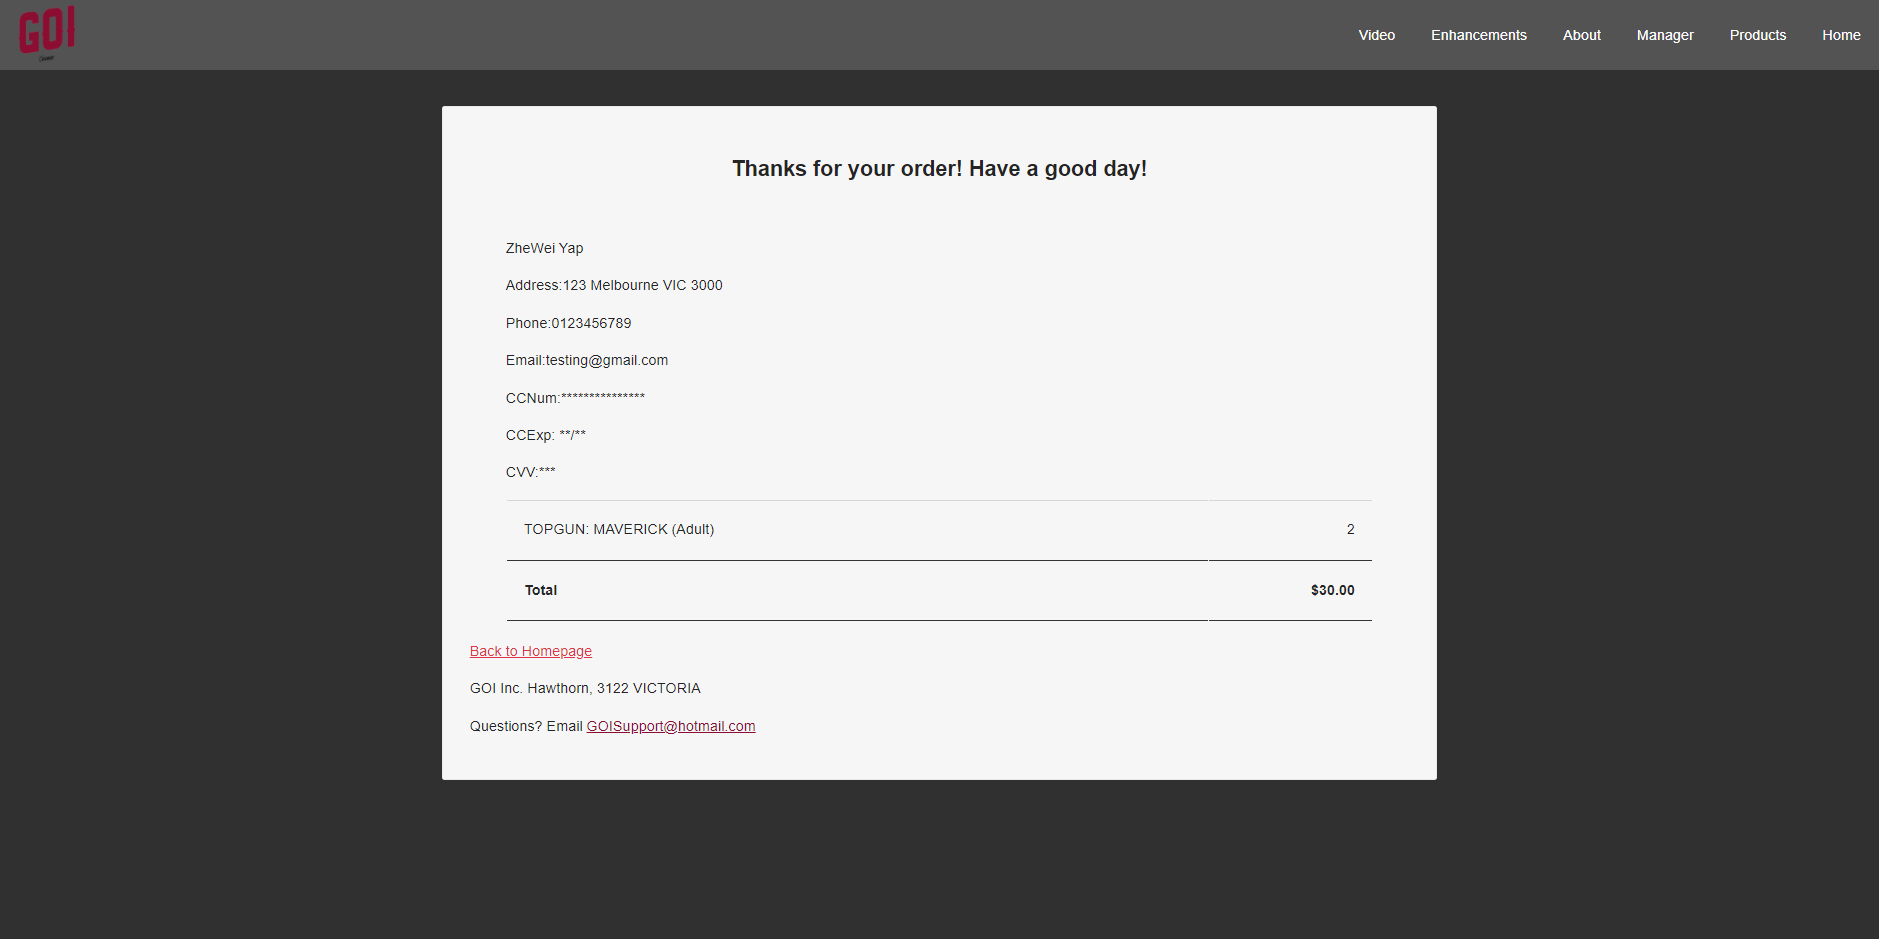 GOI
Cinema
Video Enhancements About Manager Products Home
Thanks for your order! Have a good day!
ZheWei Yap
Address:123 Melbourne VIC 3000
Phone:0123456789
Email:testing@gmail.com
CCNum:***************
CCExp: **/**
CVV:***
TOPGUN: MAVERICK (Adult) 2
Total $30.00
Back to Homepage
GOI Inc. Hawthorn, 3122 VICTORIA
Questions? Email GOISupport@hotmail.com